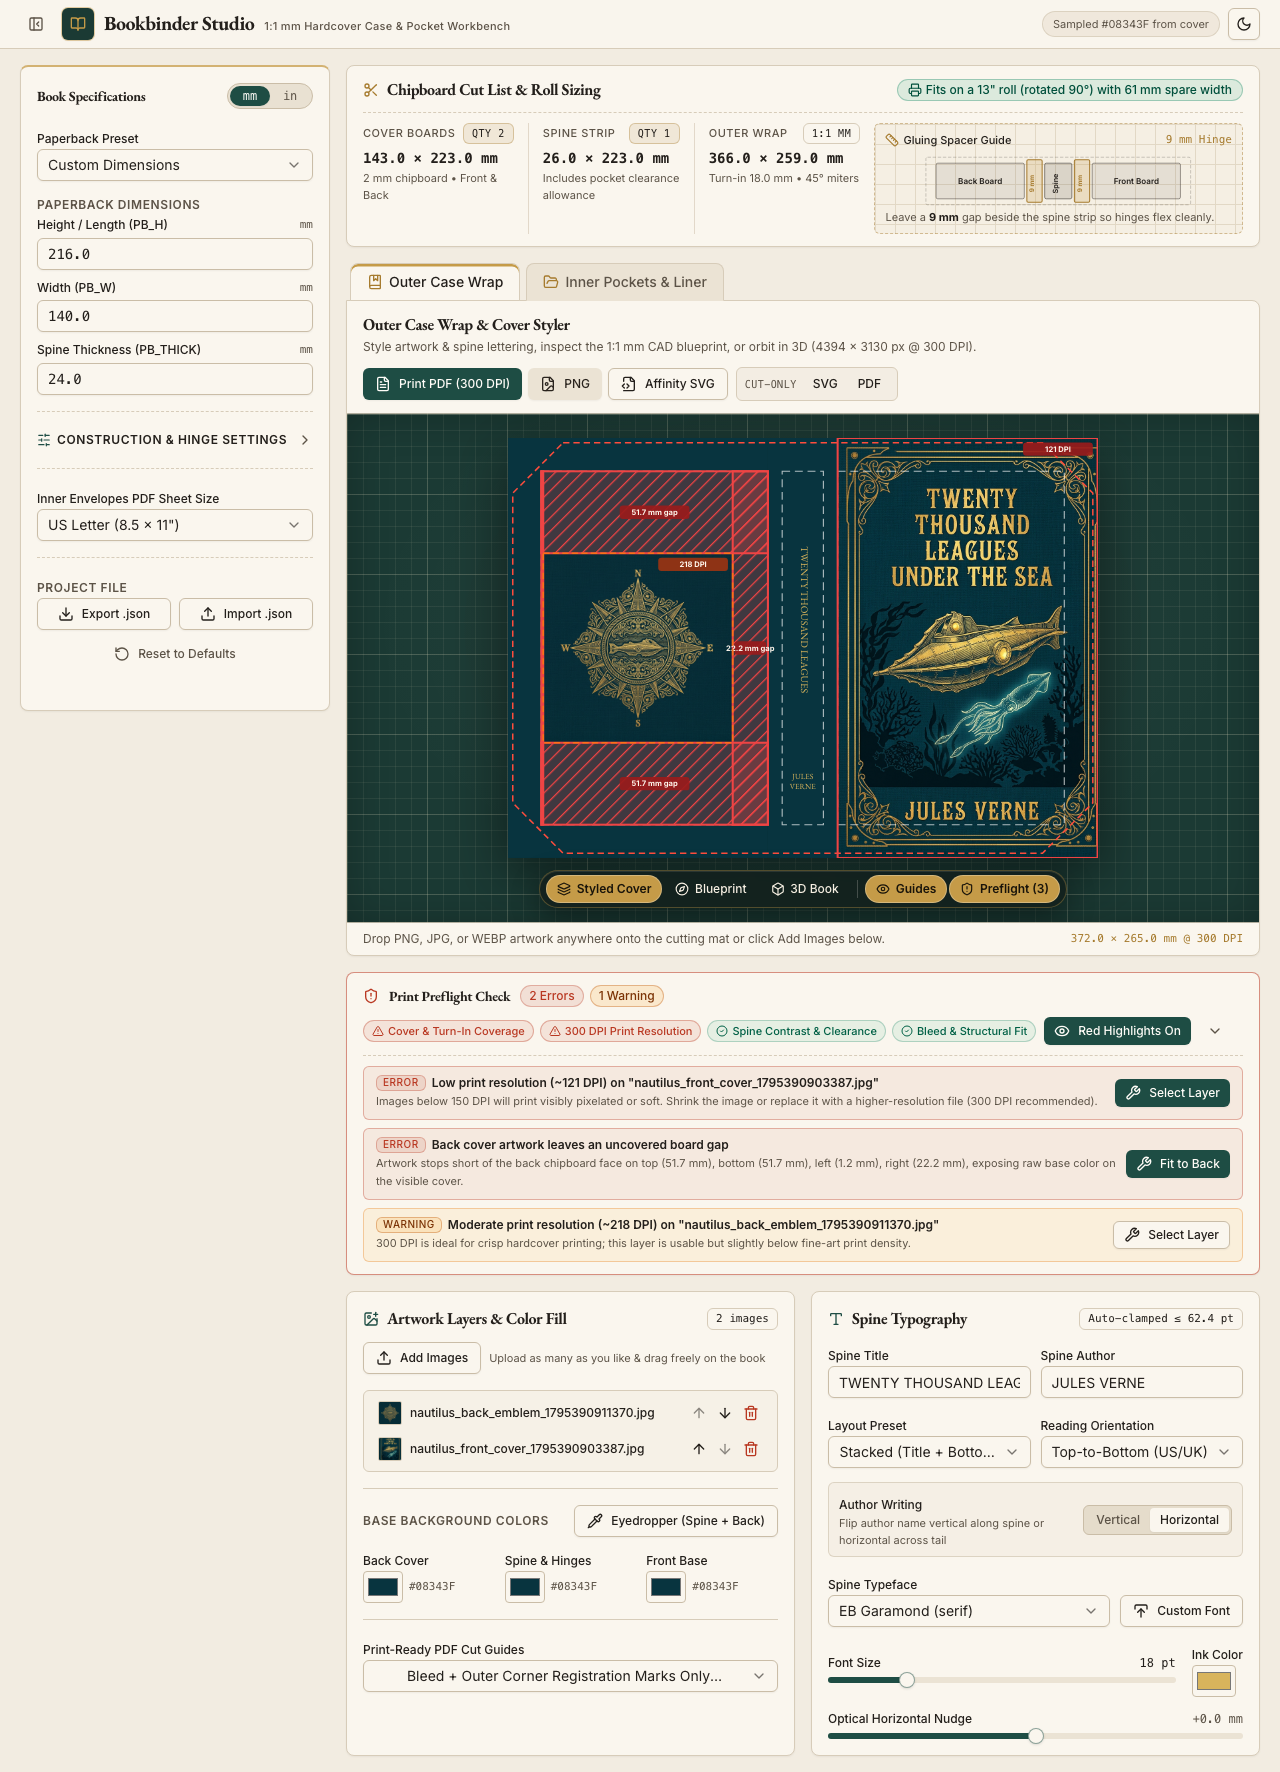 Bookbinder Studio
1:1 mm Hardcover Case & Pocket Workbench
Sampled #08343F from cover
Book Specifications
mm
in
Paperback Preset
Custom Dimensions
PAPERBACK DIMENSIONS
Height / Length (PB_H)
mm
216.0
Width (PB_W)
mm
140.0
Spine Thickness (PB_THICK)
mm
24.0
CONSTRUCTION & HINGE SETTINGS
Inner Envelopes PDF Sheet Size
US Letter (8.5 × 11")
PROJECT FILE
Export .json
Import .json
Reset to Defaults
Chipboard Cut List & Roll Sizing
Fits on a 13" roll (rotated 90°) with 61 mm spare width
COVER BOARDS
QTY 2
143.0 × 223.0 mm
2 mm chipboard • Front &
Back
SPINE STRIP
QTY 1
26.0 × 223.0 mm
Includes pocket clearance
allowance
OUTER WRAP
1:1 MM
366.0 × 259.0 mm
Turn-in 18.0 mm • 45° miters
Gluing Spacer Guide
9 mm Hinge
Back Board
9 mm
Spine
9 mm
Front Board
Leave a 9 mm gap beside the spine strip so hinges flex cleanly.
Outer Case Wrap
Inner Pockets & Liner
Outer Case Wrap & Cover Styler
Style artwork & spine lettering, inspect the 1:1 mm CAD blueprint, or orbit in 3D (4394 × 3130 px @ 300 DPI).
Print PDF (300 DPI)
PNG
Affinity SVG
CUT-ONLY
SVG
PDF
51.7 mm gap
218 DPI
N
W
E
S
22.2 mm gap
51.7 mm gap
TWENTY THOUSAND LEAGUES
JULES
VERNE
121 DPI
TWENTY
THOUSAND
LEAGUES
UNDER THE SEA
JULES VERNE
Styled Cover
Blueprint
3D Book
Guides
Preflight (3)
Drop PNG, JPG, or WEBP artwork anywhere onto the cutting mat or click Add Images below.
372.0 × 265.0 mm @ 300 DPI
Print Preflight Check
2 Errors
1 Warning
Cover & Turn-In Coverage
300 DPI Print Resolution
Spine Contrast & Clearance
Bleed & Structural Fit
Red Highlights On
ERROR
Low print resolution (~121 DPI) on "nautilus_front_cover_1795390903387.jpg"
Images below 150 DPI will print visibly pixelated or soft. Shrink the image or replace it with a higher-resolution file (300 DPI recommended).
Select Layer
ERROR
Back cover artwork leaves an uncovered board gap
Artwork stops short of the back chipboard face on top (51.7 mm), bottom (51.7 mm), left (1.2 mm), right (22.2 mm), exposing raw base color on
the visible cover.
Fit to Back
WARNING
Moderate print resolution (~218 DPI) on "nautilus_back_emblem_1795390911370.jpg"
300 DPI is ideal for crisp hardcover printing; this layer is usable but slightly below fine-art print density.
Select Layer
Artwork Layers & Color Fill
2 images
Add Images
Upload as many as you like & drag freely on the book
nautilus_back_emblem_1795390911370.jpg
nautilus_front_cover_1795390903387.jpg
BASE BACKGROUND COLORS
Eyedropper (Spine + Back)
Back Cover
#08343F
Spine & Hinges
#08343F
Front Base
#08343F
Print-Ready PDF Cut Guides
Bleed + Outer Corner Registration Marks Only...
Spine Typography
Auto-clamped ≤ 62.4 pt
Spine Title
TWENTY THOUSAND LEAG
Spine Author
JULES VERNE
Layout Preset
Stacked (Title + Botto...
Reading Orientation
Top-to-Bottom (US/UK)
Author Writing
Flip author name vertical along spine or
horizontal across tail
Vertical
Horizontal
Spine Typeface
EB Garamond (serif)
Custom Font
Font Size
18 pt
Ink Color
Optical Horizontal Nudge
+0.0 mm